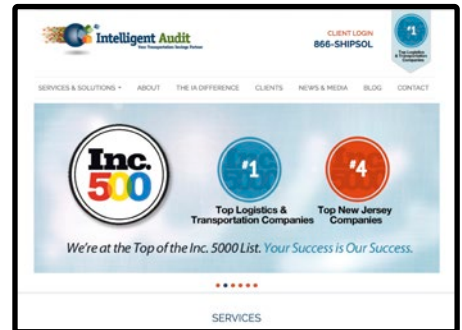 Intelligent Audit
Your Transportation Savings Partner
CLIENT LOGIN
866-SHIPSOL
#1
Top Logistics &
Transportation
Companies
SERVICES & SOLUTIONS
ABOUT
THE IA DIFFERENCE
CLIENTS
NEWS & MEDIA
BLOG
CONTACT
Inc.
500
#1
Top Logistics &
Transportation Companies
#4
Top New Jersey
Companies
We're at the Top of the Inc. 5000 List. Your Success is Our Success.
SERVICES